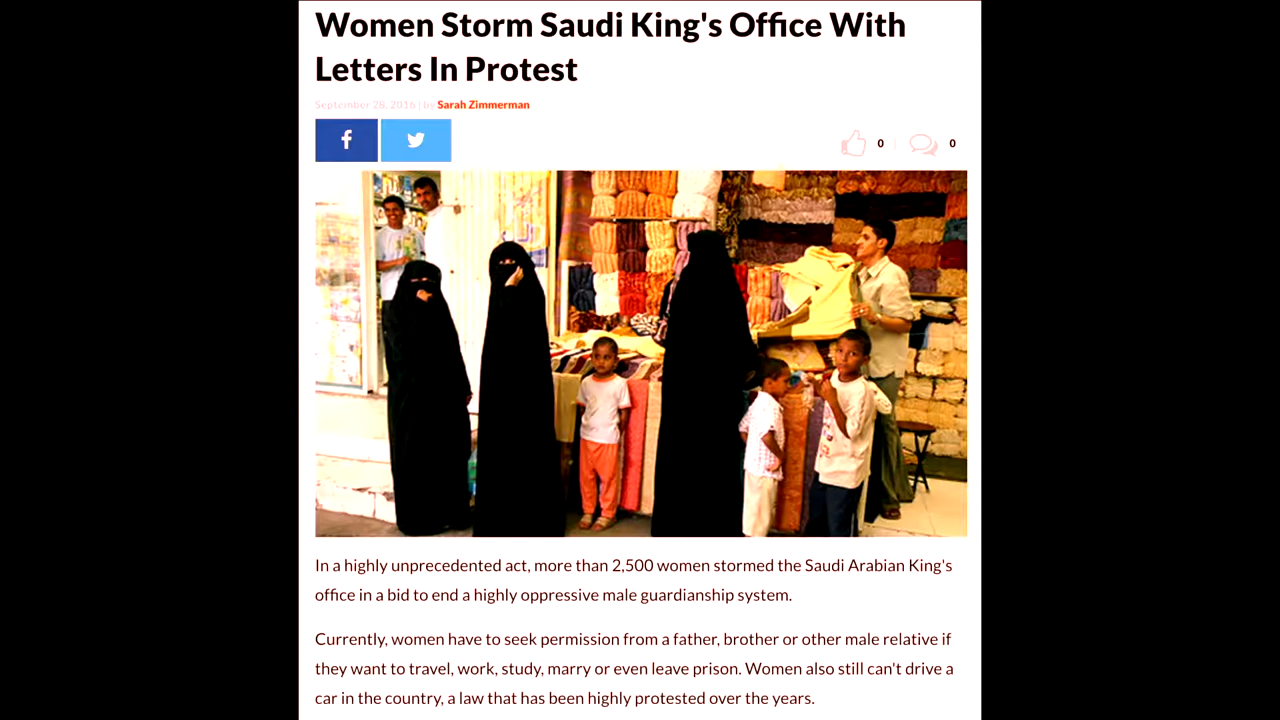 Women Storm Saudi King's Office With
Letters In Protest
September 28, 2016 | by Sarah Zimmerman
0 0
In a highly unprecedented act, more than 2,500 women stormed the Saudi Arabian King's
office in a bid to end a highly oppressive male guardianship system.
Currently, women have to seek permission from a father, brother or other male relative if
they want to travel, work, study, marry or even leave prison. Women also still can't drive a
car in the country, a law that has been highly protested over the years.